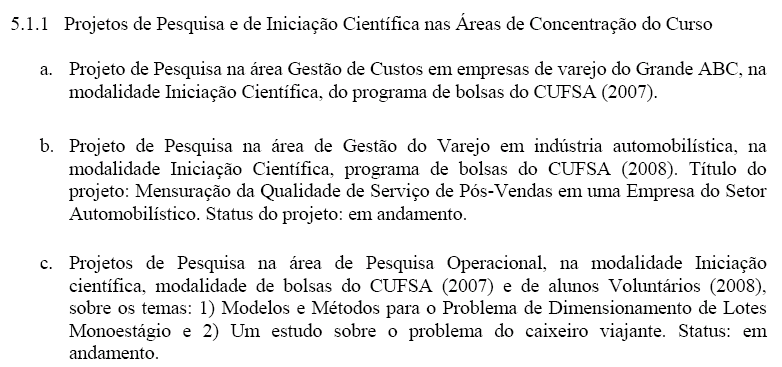 5.1.1 Projetos de Pesquisa e de Iniciação Científica nas Áreas de Concentração do Curso
a. Projeto de Pesquisa na área Gestão de Custos em empresas de varejo do Grande ABC, na
modalidade Iniciação Científica, do programa de bolsas do CUFSA (2007).
b. Projeto de Pesquisa na área de Gestão do Varejo em indústria automobilística, na
modalidade Iniciação Científica, programa de bolsas do CUFSA (2008). Título do
projeto: Mensuração da Qualidade de Serviço de Pós-Vendas em uma Empresa do Setor
Automobilístico. Status do projeto: em andamento.
c. Projetos de Pesquisa na área de Pesquisa Operacional, na modalidade Iniciação
científica, modalidade de bolsas do CUFSA (2007) e de alunos Voluntários (2008),
sobre os temas: 1) Modelos e Métodos para o Problema de Dimensionamento de Lotes
Monoestágio e 2) Um estudo sobre o problema do caixeiro viajante. Status: em
andamento.